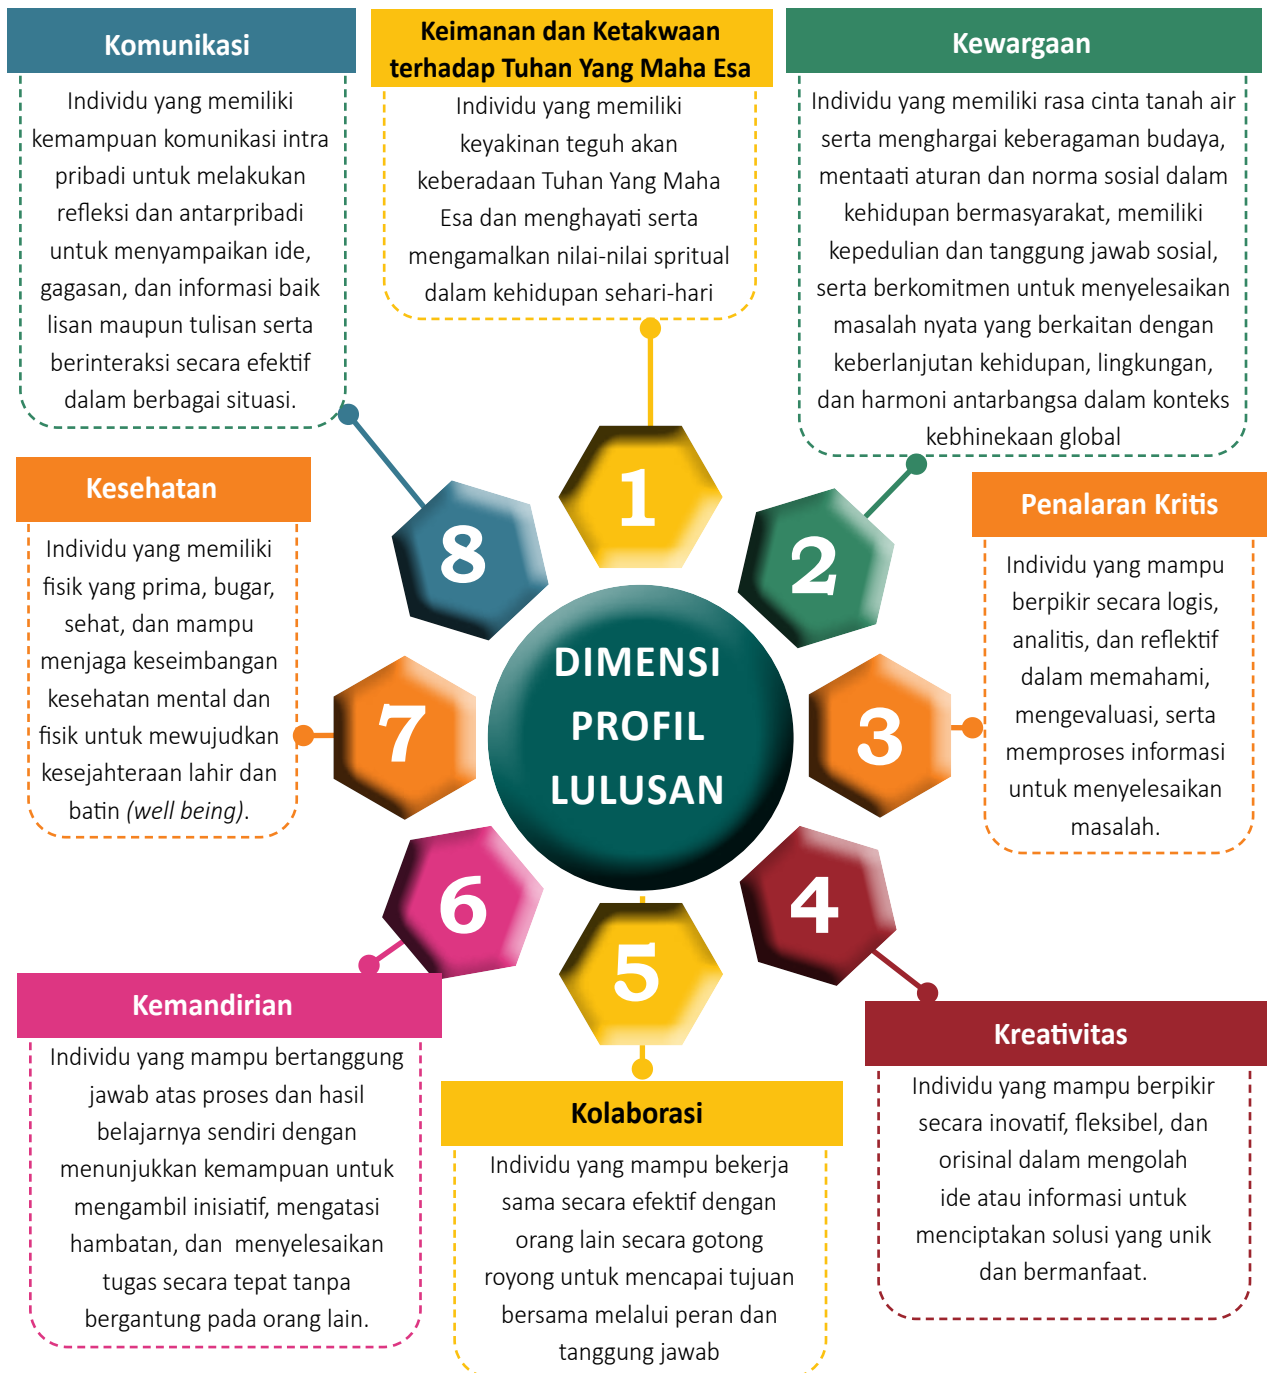 Komunikasi
Individu yang memiliki
kemampuan komunikasi intra
pribadi untuk melakukan
refleksi dan antarpribadi
untuk menyampaikan ide,
gagasan, dan informasi baik
lisan maupun tulisan serta
berinteraksi secara efektif
dalam berbagai situasi.
Keimanan dan Ketakwaan
terhadap Tuhan Yang Maha Esa
Individu yang memiliki
keyakinan teguh akan
keberadaan Tuhan Yang Maha
Esa dan menghayati serta
mengamalkan nilai-nilai spritual
dalam kehidupan sehari-hari
Kewargaan
Individu yang memiliki rasa cinta tanah air
serta menghargai keberagaman budaya,
mentaati aturan dan norma sosial dalam
kehidupan bermasyarakat, memiliki
kepedulian dan tanggung jawab sosial,
serta berkomitmen untuk menyelesaikan
masalah nyata yang berkaitan dengan
keberlanjutan kehidupan, lingkungan,
dan harmoni antarbangsa dalam konteks
kebhinekaan global
Kesehatan
Individu yang memiliki
fisik yang prima, bugar,
sehat, dan mampu
menjaga keseimbangan
kesehatan mental dan
fisik untuk mewujudkan
kesejahteraan lahir dan
batin (well being).
1
2
3
4
5
6
7
8
DIMENSI
PROFIL
LULUSAN
Penalaran Kritis
Individu yang mampu
berpikir secara logis,
analitis, dan reflektif
dalam memahami,
mengevaluasi, serta
memproses informasi
untuk menyelesaikan
masalah.
Kemandirian
Individu yang mampu bertanggung
jawab atas proses dan hasil
belajarnya sendiri dengan
menunjukkan kemampuan untuk
mengambil inisiatif, mengatasi
hambatan, dan menyelesaikan
tugas secara tepat tanpa
bergantung pada orang lain.
Kolaborasi
Individu yang mampu bekerja
sama secara efektif dengan
orang lain secara gotong
royong untuk mencapai tujuan
bersama melalui peran dan
tanggung jawab
Kreativitas
Individu yang mampu berpikir
secara inovatif, fleksibel, dan
orisinal dalam mengolah
ide atau informasi untuk
menciptakan solusi yang unik
dan bermanfaat.